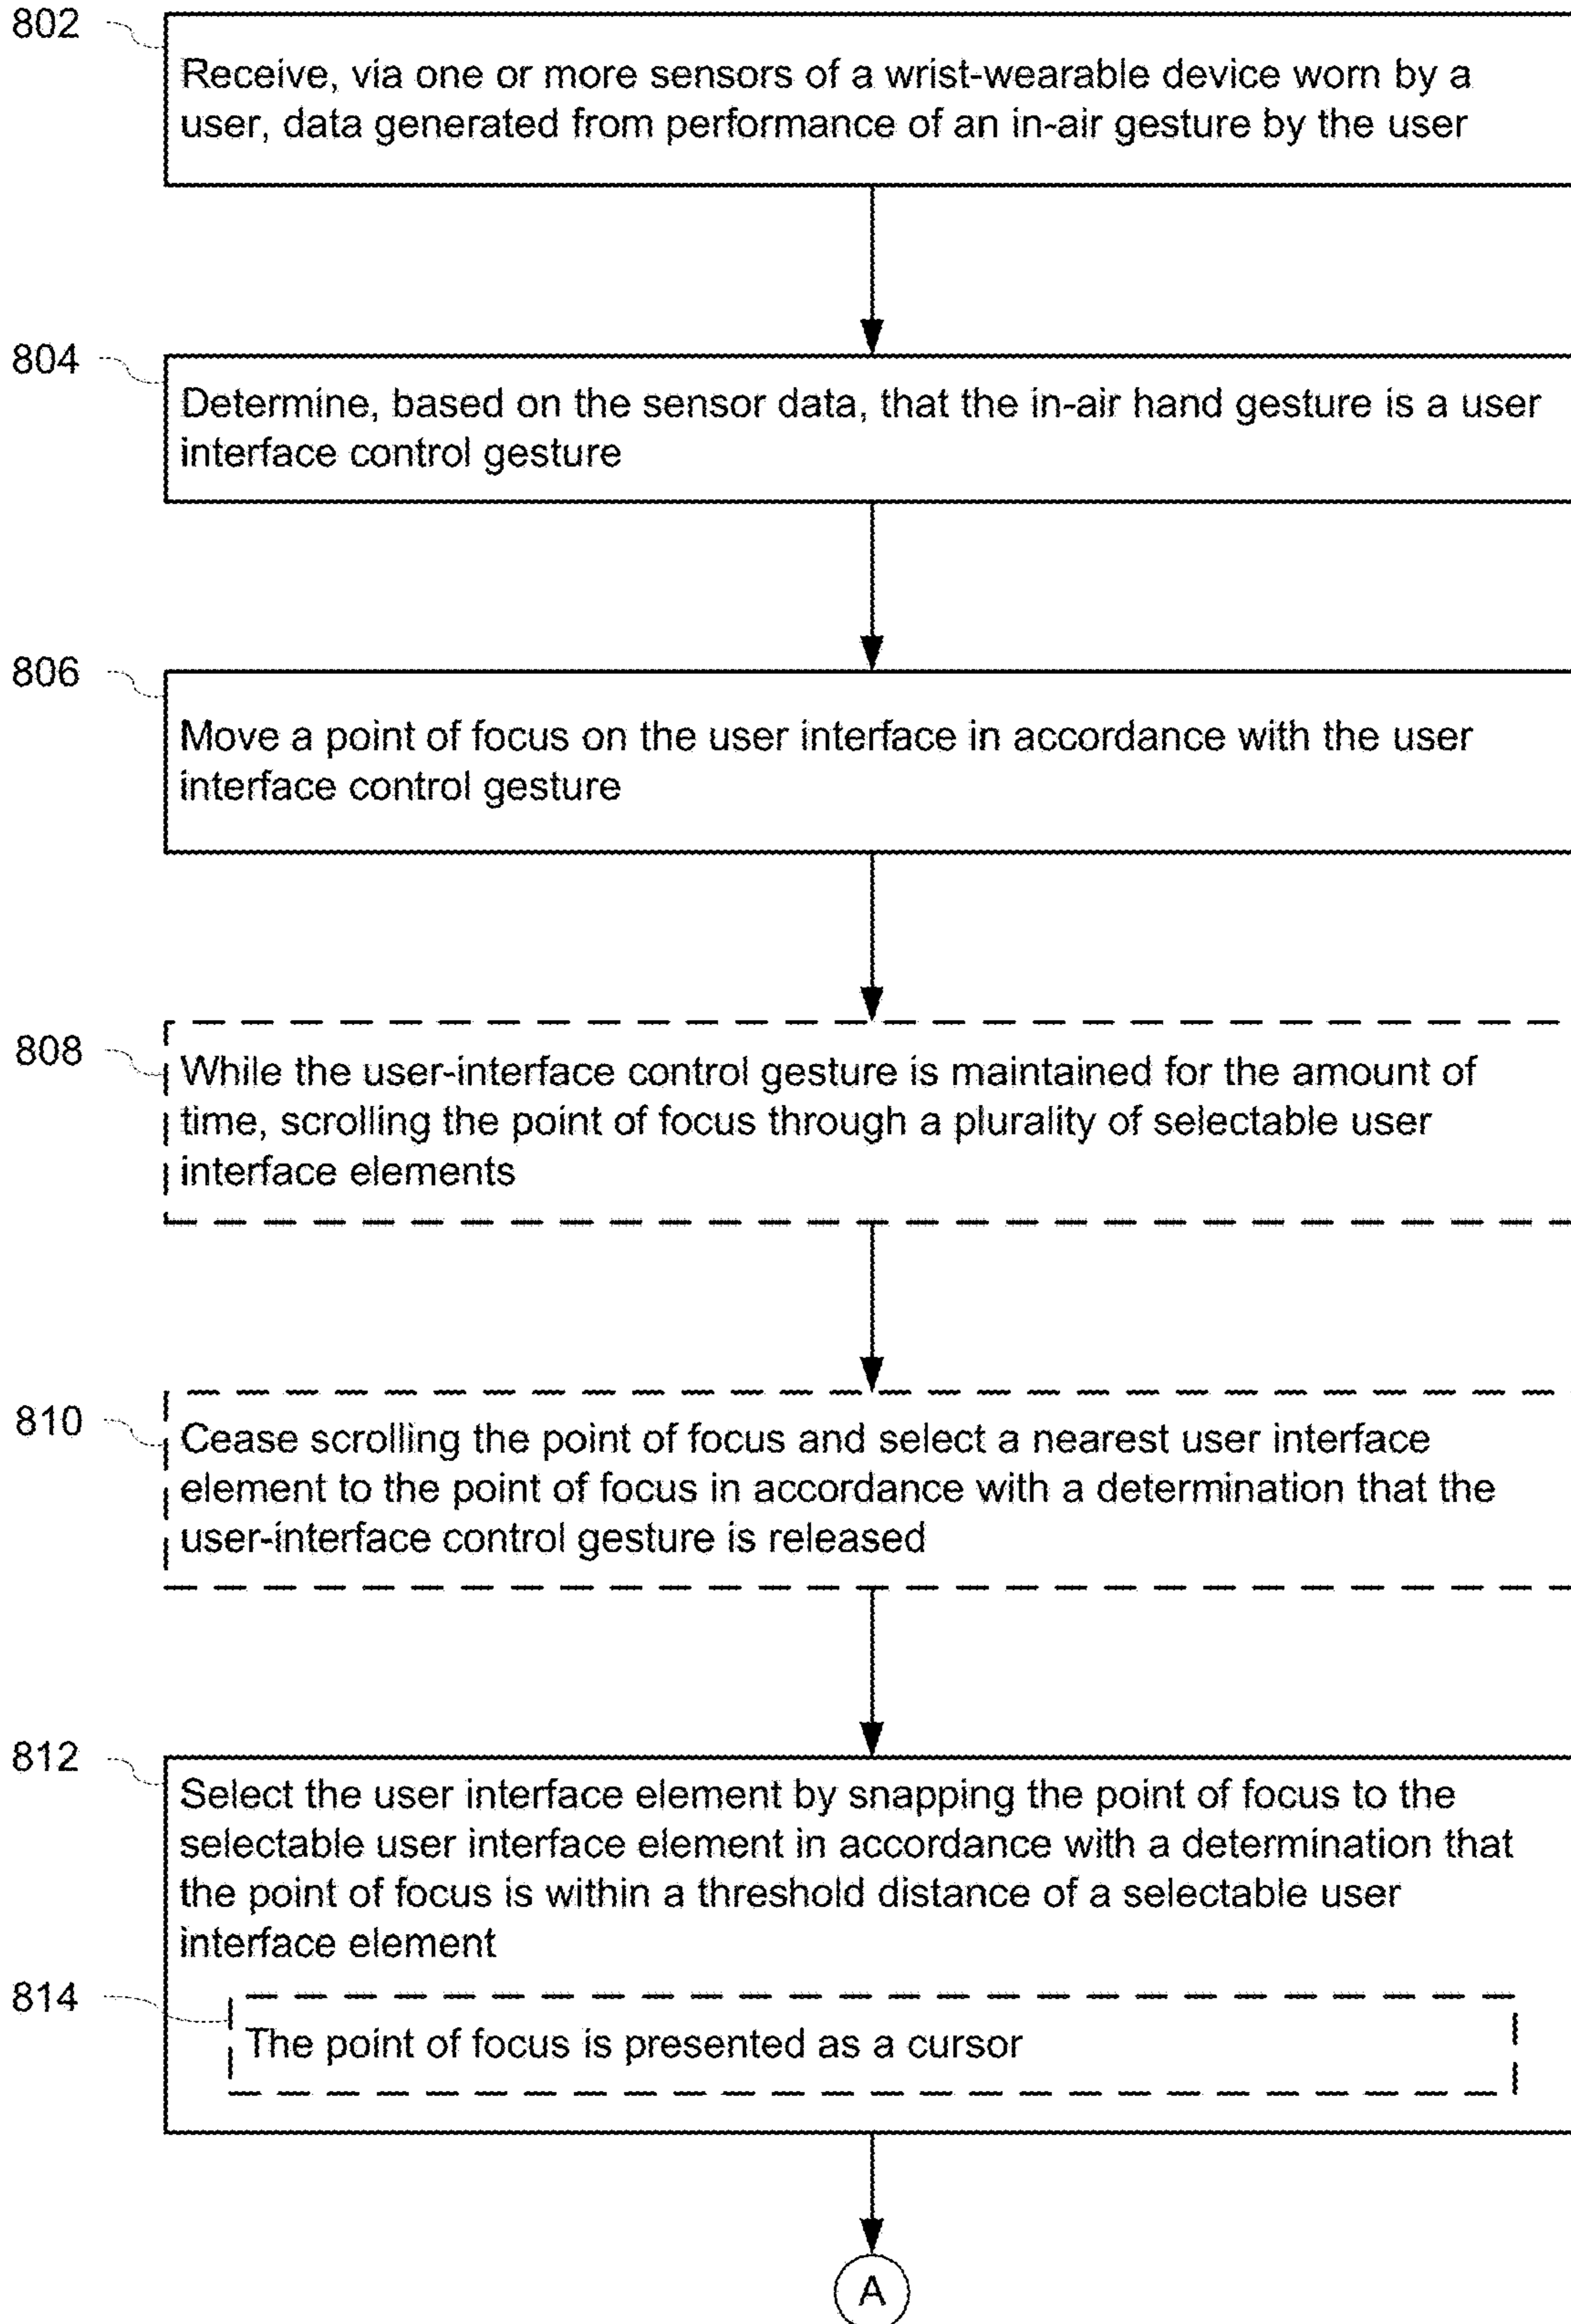 802
Receive, via one or more sensors of a wrist-wearable device worn by a
user, data generated from performance of an in-air gesture by the user
804
Determine, based on the sensor data, that the in-air hand gesture is a user
interface control gesture
806
Move a point of focus on the user interface in accordance with the user
interface control gesture
808
While the user-interface control gesture is maintained for the amount of
time, scrolling the point of focus through a plurality of selectable user
interface elements
810
Cease scrolling the point of focus and select a nearest user interface
element to the point of focus in accordance with a determination that the
user-interface control gesture is released
812
Select the user interface element by snapping the point of focus to the
selectable user interface element in accordance with a determination that
the point of focus is within a threshold distance of a selectable user
interface element
814
The point of focus is presented as a cursor
A